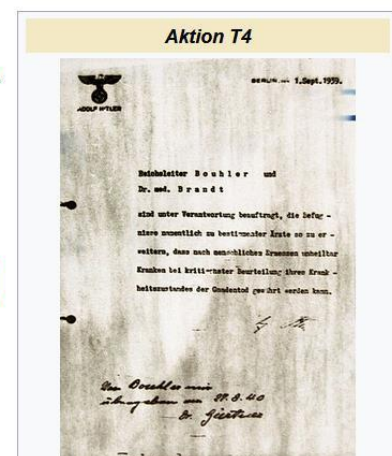 Aktion T4
ADOLF HITLER
BERLIN, 1.Sept.1939.
Reichsleiter B o u h l e r und
Dr. med. B r a n d t
sind unter Verantwortung beauftragt, die Befug -
nisse namentlich zu bestimmender Ärzte so zu er -
weitern, dass nach menschlichem Ermessen unheilbar
Kranken bei kritischster Beurteilung ihres Krank -
heitszustandes der Gnadentod gewährt werden kann.
Von Bouhler mir
übergeben am 27.8.40
Dr. Gürtner